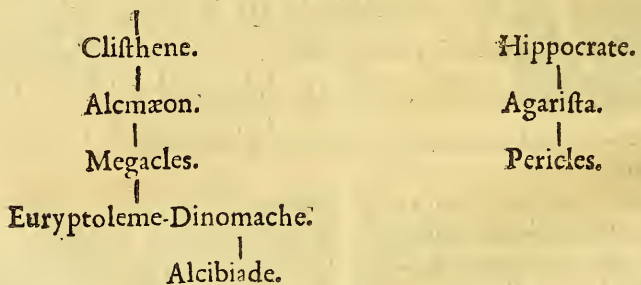 Cliſthene. Hippocrate.
Alcmæon. Agariſta.
Megacles. Pericles.
Euryptoleme-Dinomache.
Alcibiade.